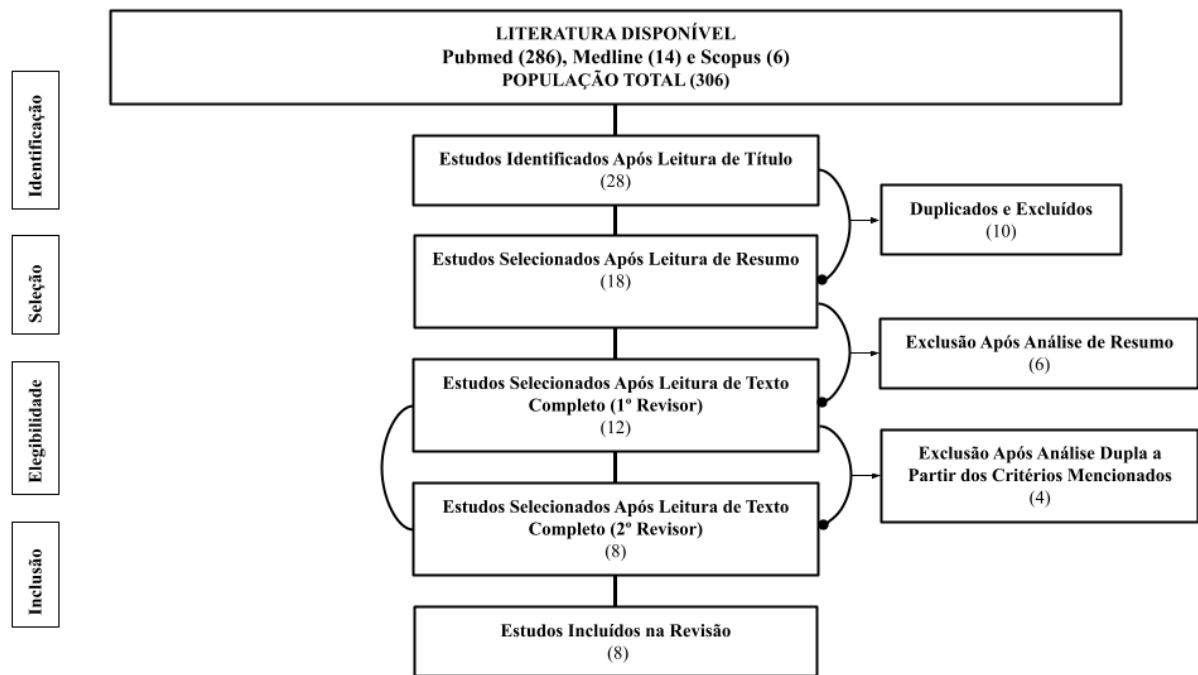 LITERATURA DISPONÍVEL
Pubmed (286), Medline (14) e Scopus (6)
POPULAÇÃO TOTAL (306)
Identificação
Estudos Identificados Após Leitura de Título
(28)
Duplicados e Excluídos
(10)
Seleção
Estudos Selecionados Após Leitura de Resumo
(18)
Exclusão Após Análise de Resumo
(6)
Elegibilidade
Estudos Selecionados Após Leitura de Texto
Completo (1º Revisor)
(12)
Exclusão Após Análise Dupla a
Partir dos Critérios Mencionados
(4)
Estudos Selecionados Após Leitura de Texto
Completo (2º Revisor)
(8)
Inclusão
Estudos Incluídos na Revisão
(8)